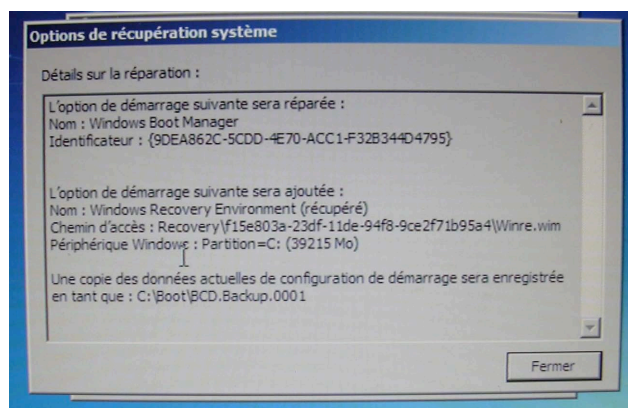 Options de récupération système
Détails sur la réparation :
L'option de démarrage suivante sera réparée :
Nom : Windows Boot Manager
Identificateur : {9DEA862C-5CDD-4E70-ACC1-F32B344D4795}
L'option de démarrage suivante sera ajoutée :
Nom : Windows Recovery Environment (récupéré)
Chemin d'accès : Recovery\f15e803a-23df-11de-94f8-9ce2f71b95a4\Winre.wim
Périphérique Windows : Partition=C: (39215 Mo)
Une copie des données actuelles de configuration de démarrage sera enregistrée
en tant que : C:\Boot\BCD.Backup.0001
Fermer